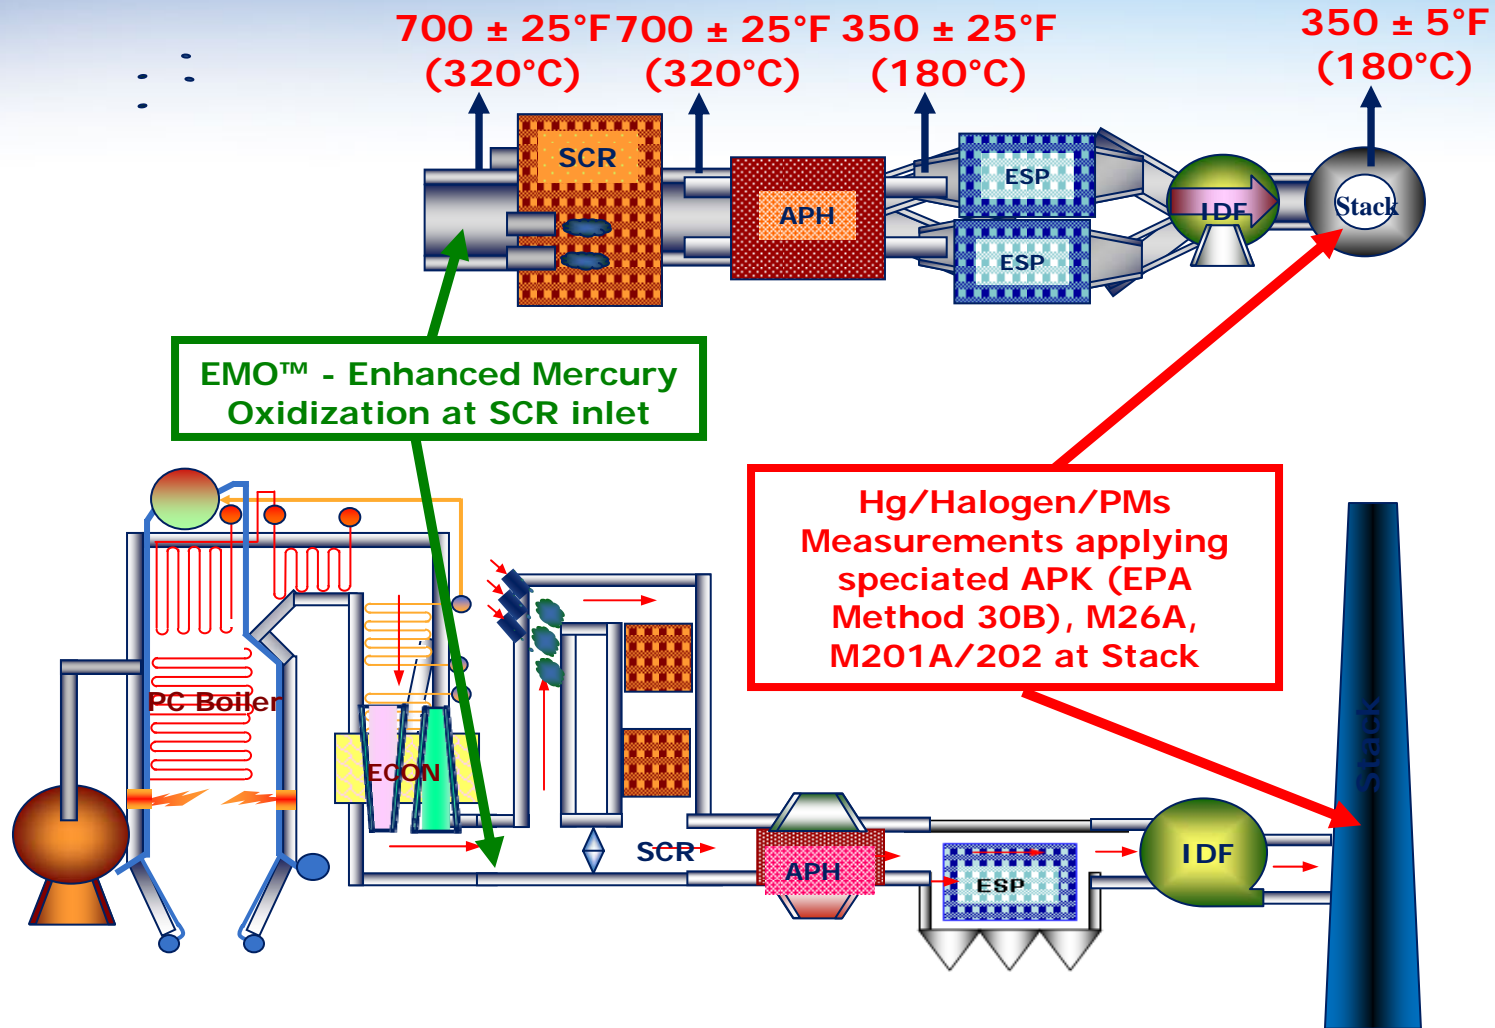 700 ± 25°F 700 ± 25°F 350 ± 25°F 350 ± 5°F
(320°C) (320°C) (180°C) (180°C)
SCR
APH
ESP
ESP
IDF
Stack
EMO™ - Enhanced Mercury
Oxidization at SCR inlet
Hg/Halogen/PMs
Measurements applying
speciated APK (EPA
Method 30B), M26A,
M201A/202 at Stack
PC Boiler
ECON
SCR
APH
ESP
IDF
Stack